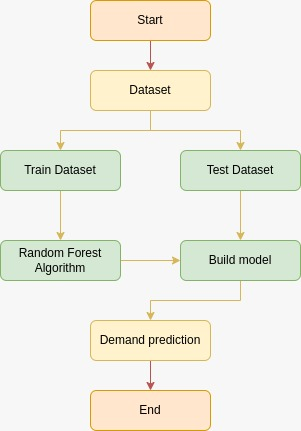 Start
Dataset
Train Dataset
Test Dataset
Random Forest
Algorithm
Build model
Demand prediction
End